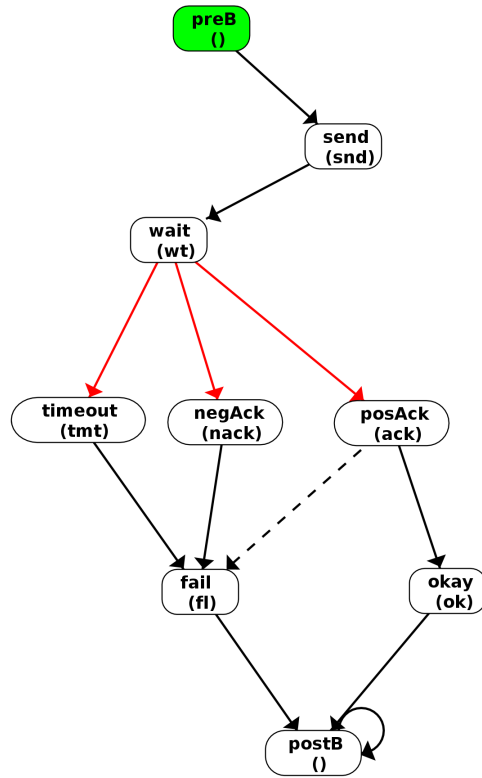 preB
()
send
(snd)
wait
(wt)
timeout
(tmt)
negAck
(nack)
posAck
(ack)
fail
(fl)
okay
(ok)
postB
()